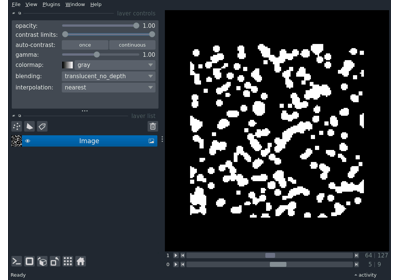 File View Plugins Window Help
layer controls
opacity: 1.00
contrast limits:
auto-contrast: once continuous
gamma: 1.00
colormap: gray
blending: translucent_no_depth
interpolation: nearest
layer list
Image
1 64 127
0 5 9
Ready activity